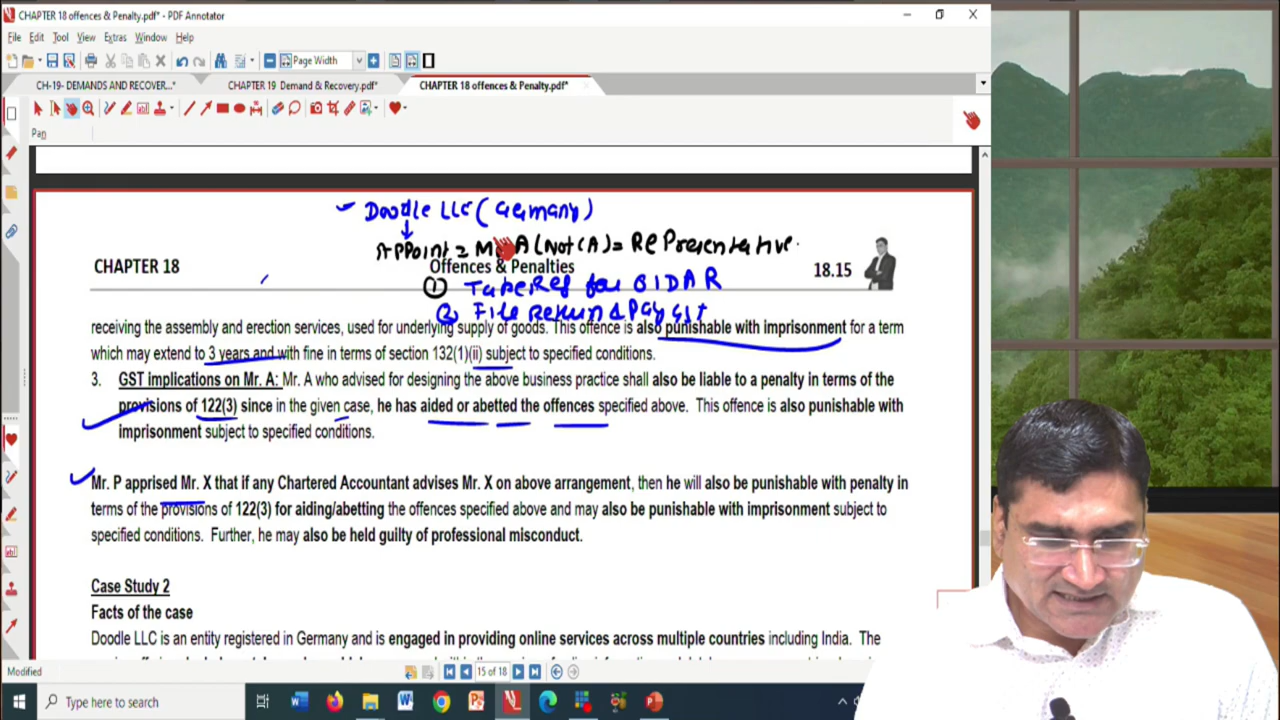 CHAPTER 18 offences & Penalty.pdf* - PDF Annotator
File Edit Tool View Extras Window Help
Page Width
CH-19- DEMANDS AND RECOVER...* CHAPTER 19 Demand & Recovery.pdf* CHAPTER 18 offences & Penalty.pdf*
Pan
Doodle LLC (Germany)
APPoint = Mr A (Not CA) = RePresentative.
CHAPTER 18 Offences & Penalties 18.15
① Take Reg for OIDAR
② File Return & Pay GST
receiving the assembly and erection services, used for underlying supply of goods. This offence is also punishable with imprisonment for a term
which may extend to 3 years and with fine in terms of section 132(1)(ii) subject to specified conditions.
3. GST implications on Mr. A: Mr. A who advised for designing the above business practice shall also be liable to a penalty in terms of the
provisions of 122(3) since in the given case, he has aided or abetted the offences specified above. This offence is also punishable with
imprisonment subject to specified conditions.
Mr. P apprised Mr. X that if any Chartered Accountant advises Mr. X on above arrangement, then he will also be punishable with penalty in
terms of the provisions of 122(3) for aiding/abetting the offences specified above and may also be punishable with imprisonment subject to
specified conditions. Further, he may also be held guilty of professional misconduct.
Case Study 2
Facts of the case
Doodle LLC is an entity registered in Germany and is engaged in providing online services across multiple countries including India. The
Modified 15 of 18
Type here to search